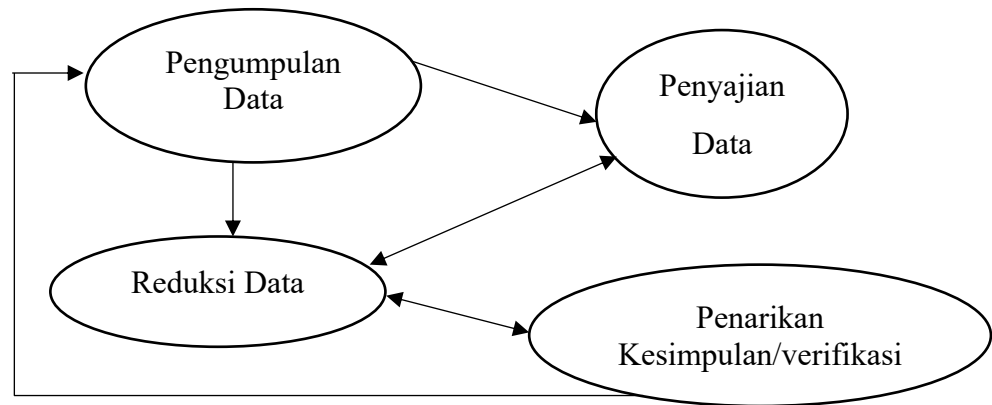 Pengumpulan
Data
Penyajian
Data
Reduksi Data
Penarikan
Kesimpulan/verifikasi